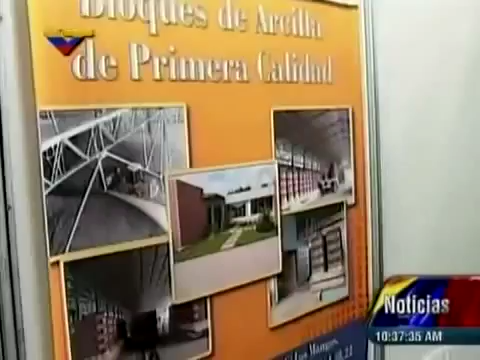 Bloques de Arcilla
de Primera Calidad
Noticias
10:37:35 AM